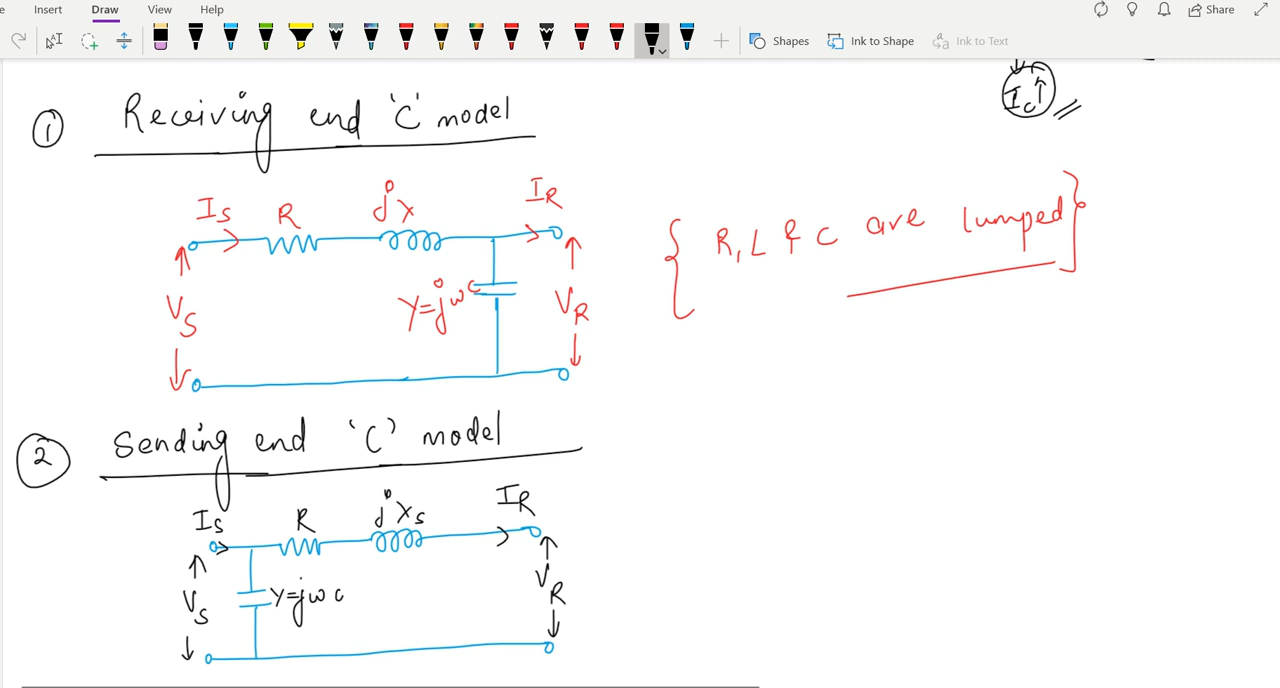 Insert Draw View Help Share
Shapes Ink to Shape Ink to Text
Ic↑
① Receiving end 'C' model
Is R jX IR
{ R, L & C are lumped }
Y=jωC
Vs VR
② Sending end 'C' model
Is R jXs IR
Y=jωC
Vs VR